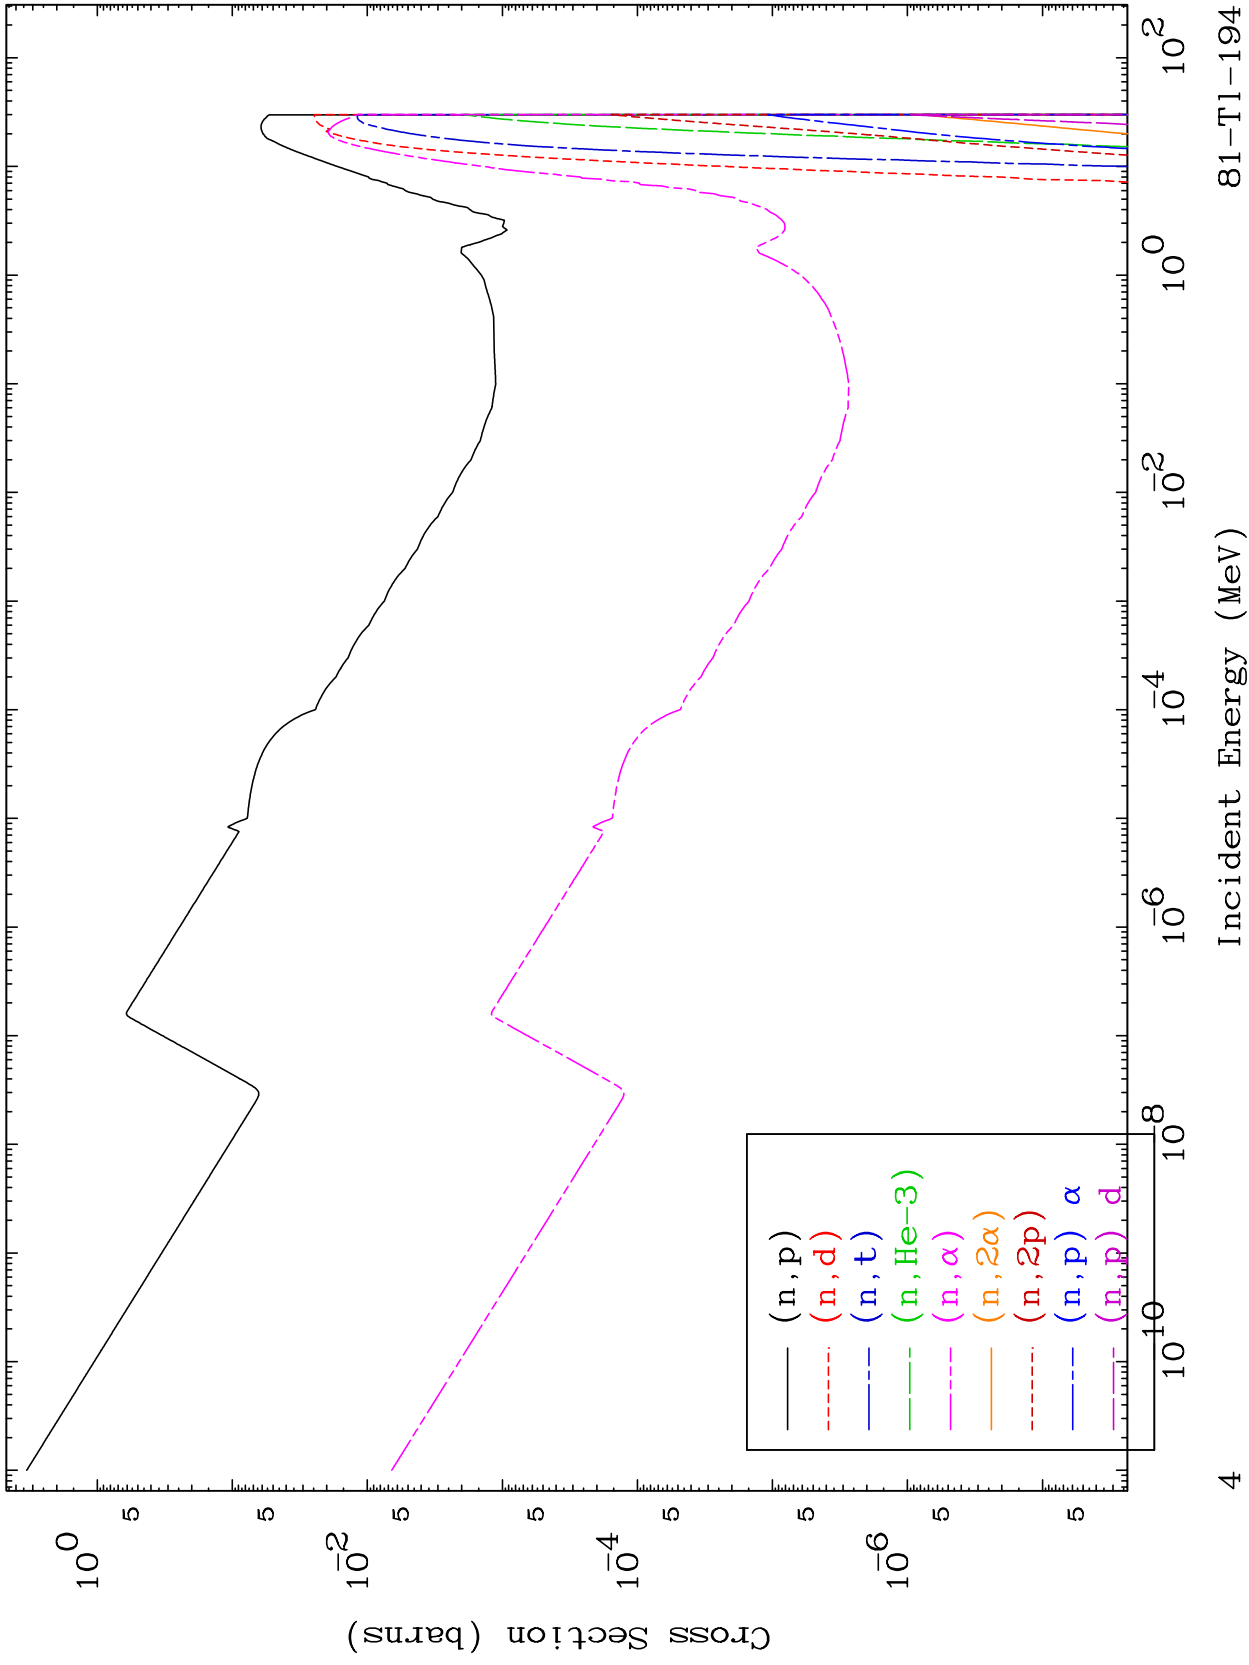 Cross Section (barns)
10^0
5
5
10^-2
5
5
10^-4
5
5
10^-6
5
5
(n,p)
(n,d)
(n,t)
(n,He-3)
(n,α)
(n,2α)
(n,2p)
(n,p) α
(n,p) d
10^-10
10^-8
10^-6
10^-4
10^-2
10^0
10^2
4
Incident Energy (MeV)
81-Tl-194